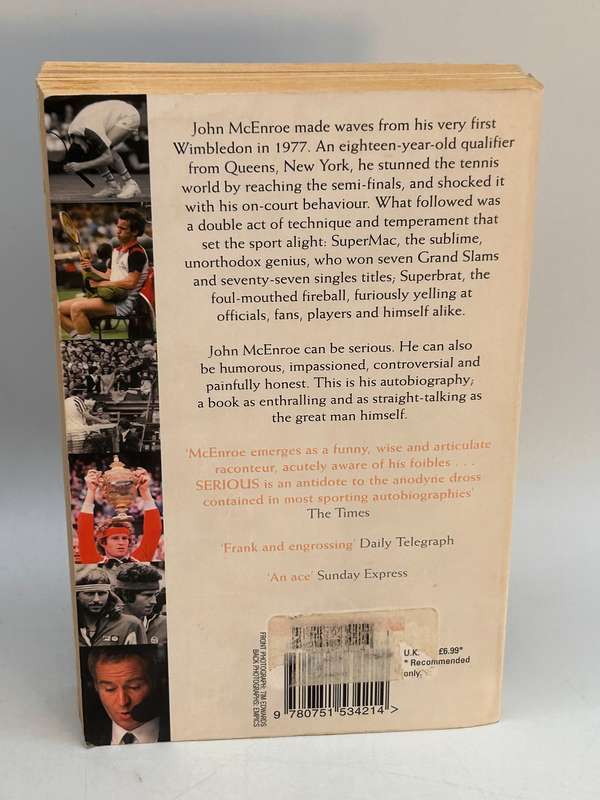 John McEnroe made waves from his very first
Wimbledon in 1977. An eighteen-year-old qualifier
from Queens, New York, he stunned the tennis
world by reaching the semi-finals, and shocked it
with his on-court behaviour. What followed was
a double act of technique and temperament that
set the sport alight: SuperMac, the sublime,
unorthodox genius, who won seven Grand Slams
and seventy-seven singles titles; Superbrat, the
foul-mouthed fireball, furiously yelling at
officials, fans, players and himself alike.
John McEnroe can be serious. He can also
be humorous, impassioned, controversial and
painfully honest. This is his autobiography;
a book as enthralling and as straight-talking as
the great man himself.
'McEnroe emerges as a funny, wise and articulate
raconteur, acutely aware of his foibles . . .
SERIOUS is an antidote to the anodyne dross
contained in most sporting autobiographies'
The Times
'Frank and engrossing' Daily Telegraph
'An ace' Sunday Express
FRONT PHOTOGRAPH: TIM EDWARDS
BACK PHOTOGRAPHS: EMPICS
U.K. £6.99*
* Recommended
only.
9 780751 534214 >